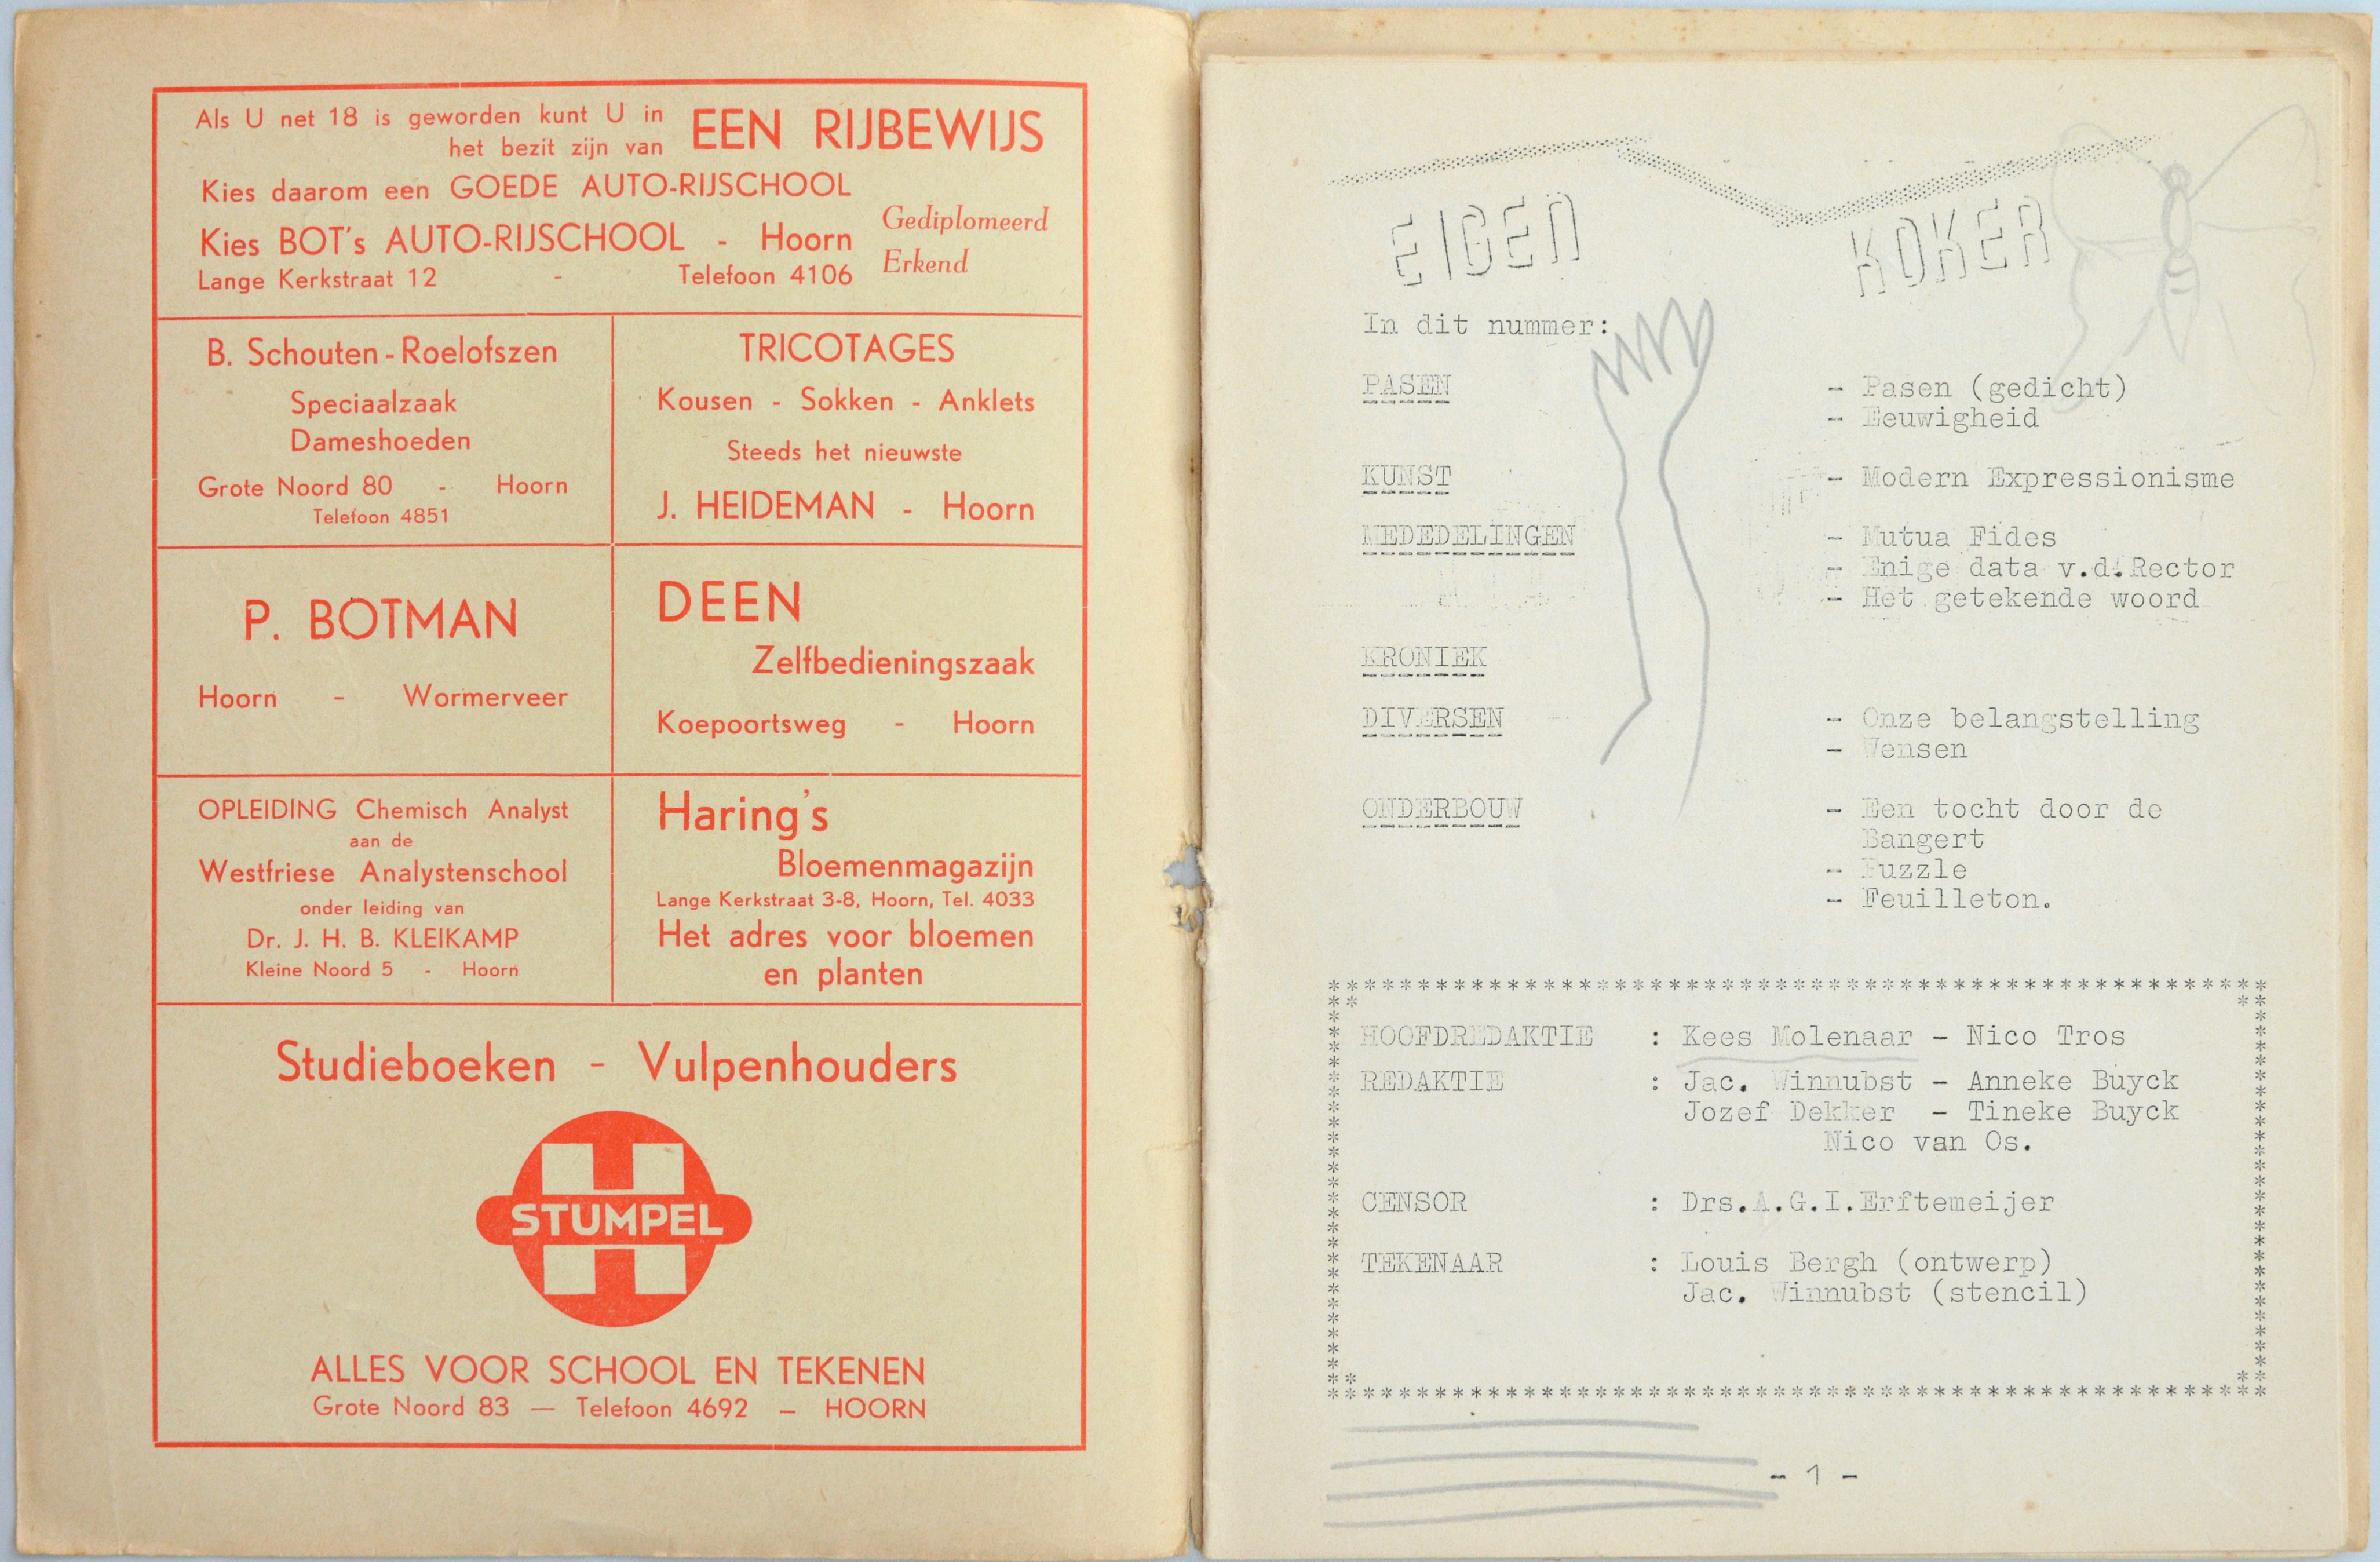 Als U net 18 is geworden kunt U in
het bezit zijn van EEN RIJBEWIJS
Kies daarom een GOEDE AUTO-RIJSCHOOL
Kies BOT's AUTO-RIJSCHOOL - Hoorn
Lange Kerkstraat 12 - Telefoon 4106
Gediplomeerd
Erkend
B. Schouten - Roelofszen
Speciaalzaak
Dameshoeden
Grote Noord 80 - Hoorn
Telefoon 4851
TRICOTAGES
Kousen - Sokken - Anklets
Steeds het nieuwste
J. HEIDEMAN - Hoorn
P. BOTMAN
Hoorn - Wormerveer
DEEN
Zelfbedieningszaak
Koepoortsweg - Hoorn
OPLEIDING Chemisch Analyst
aan de
Westfriese Analystenschool
onder leiding van
Dr. J. H. B. KLEIKAMP
Kleine Noord 5 - Hoorn
Haring's
Bloemenmagazijn
Lange Kerkstraat 3-8, Hoorn, Tel. 4033
Het adres voor bloemen
en planten
Studieboeken - Vulpenhouders
STUMPEL
ALLES VOOR SCHOOL EN TEKENEN
Grote Noord 83 — Telefoon 4692 — HOORN
EIGEN KOKER
In dit nummer:
PASEN - Pasen (gedicht)
- Eeuwigheid
KUNST - Modern Expressionisme
MEDEDELINGEN - Mutua Fides
- Enige data v.d. Rector
- Het getekende woord
KRONIEK
DIVERSEN - Onze belangstelling
- Wensen
ONDERBOUW - Een tocht door de
Bangert
- Puzzle
- Feuilleton.
HOOFDREDAKTIE : Kees Molenaar - Nico Tros
REDAKTIE : Jac. Winnubst - Anneke Buyck
Jozef Dekker - Tineke Buyck
Nico van Os.
CENSOR : Drs.A.G.I.Erftemeijer
TEKENAAR : Louis Bergh (ontwerp)
Jac. Winnubst (stencil)
- 1 -